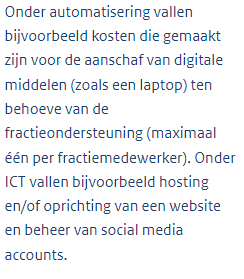 Onder automatisering vallen
bijvoorbeeld kosten die gemaakt
zijn voor de aanschaf van digitale
middelen (zoals een laptop) ten
behoeve van de
fractieondersteuning (maximaal
één per fractiemedewerker). Onder
ICT vallen bijvoorbeeld hosting
en/of oprichting van een website
en beheer van social media
accounts.